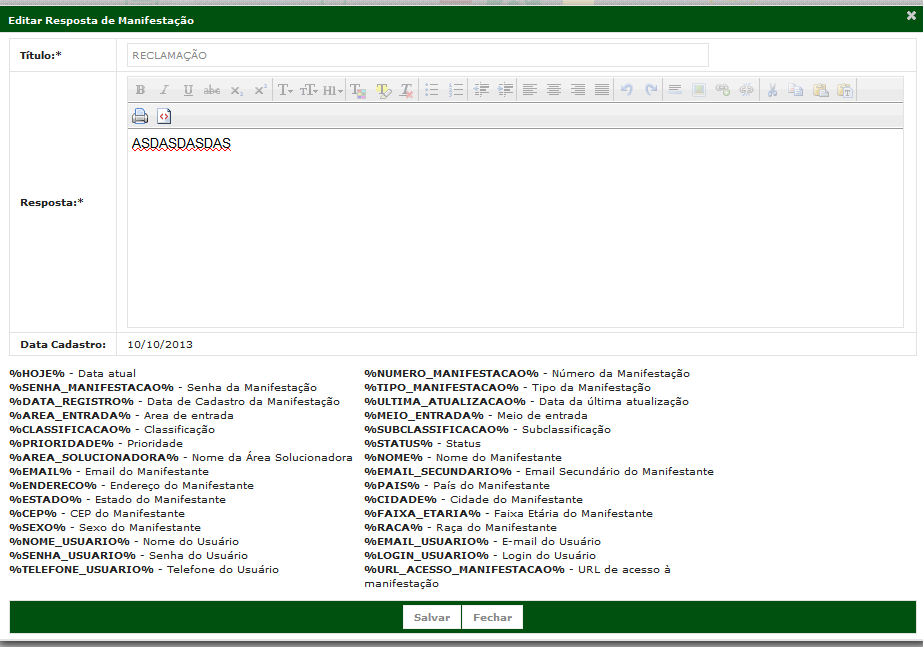 Editar Resposta de Manifestação
Título:*
RECLAMAÇÃO
B I U abc x₂ x² T T H1 T T
ASDASDASDAS
Resposta:*
Data Cadastro: 10/10/2013
%HOJE% - Data atual
%SENHA_MANIFESTACAO% - Senha da Manifestação
%DATA_REGISTRO% - Data de Cadastro da Manifestação
%AREA_ENTRADA% - Area de entrada
%CLASSIFICACAO% - Classificação
%PRIORIDADE% - Prioridade
%AREA_SOLUCIONADORA% - Nome da Área Solucionadora
%EMAIL% - Email do Manifestante
%ENDERECO% - Endereço do Manifestante
%ESTADO% - Estado do Manifestante
%CEP% - CEP do Manifestante
%SEXO% - Sexo do Manifestante
%NOME_USUARIO% - Nome do Usuário
%SENHA_USUARIO% - Senha do Usuário
%TELEFONE_USUARIO% - Telefone do Usuário
%NUMERO_MANIFESTACAO% - Número da Manifestação
%TIPO_MANIFESTACAO% - Tipo da Manifestação
%ULTIMA_ATUALIZACAO% - Data da última atualização
%MEIO_ENTRADA% - Meio de entrada
%SUBCLASSIFICACAO% - Subclassificação
%STATUS% - Status
%NOME% - Nome do Manifestante
%EMAIL_SECUNDARIO% - Email Secundário do Manifestante
%PAIS% - País do Manifestante
%CIDADE% - Cidade do Manifestante
%FAIXA_ETARIA% - Faixa Etária do Manifestante
%RACA% - Raça do Manifestante
%EMAIL_USUARIO% - E-mail do Usuário
%LOGIN_USUARIO% - Login do Usuário
%URL_ACESSO_MANIFESTACAO% - URL de acesso à
manifestação
Salvar Fechar